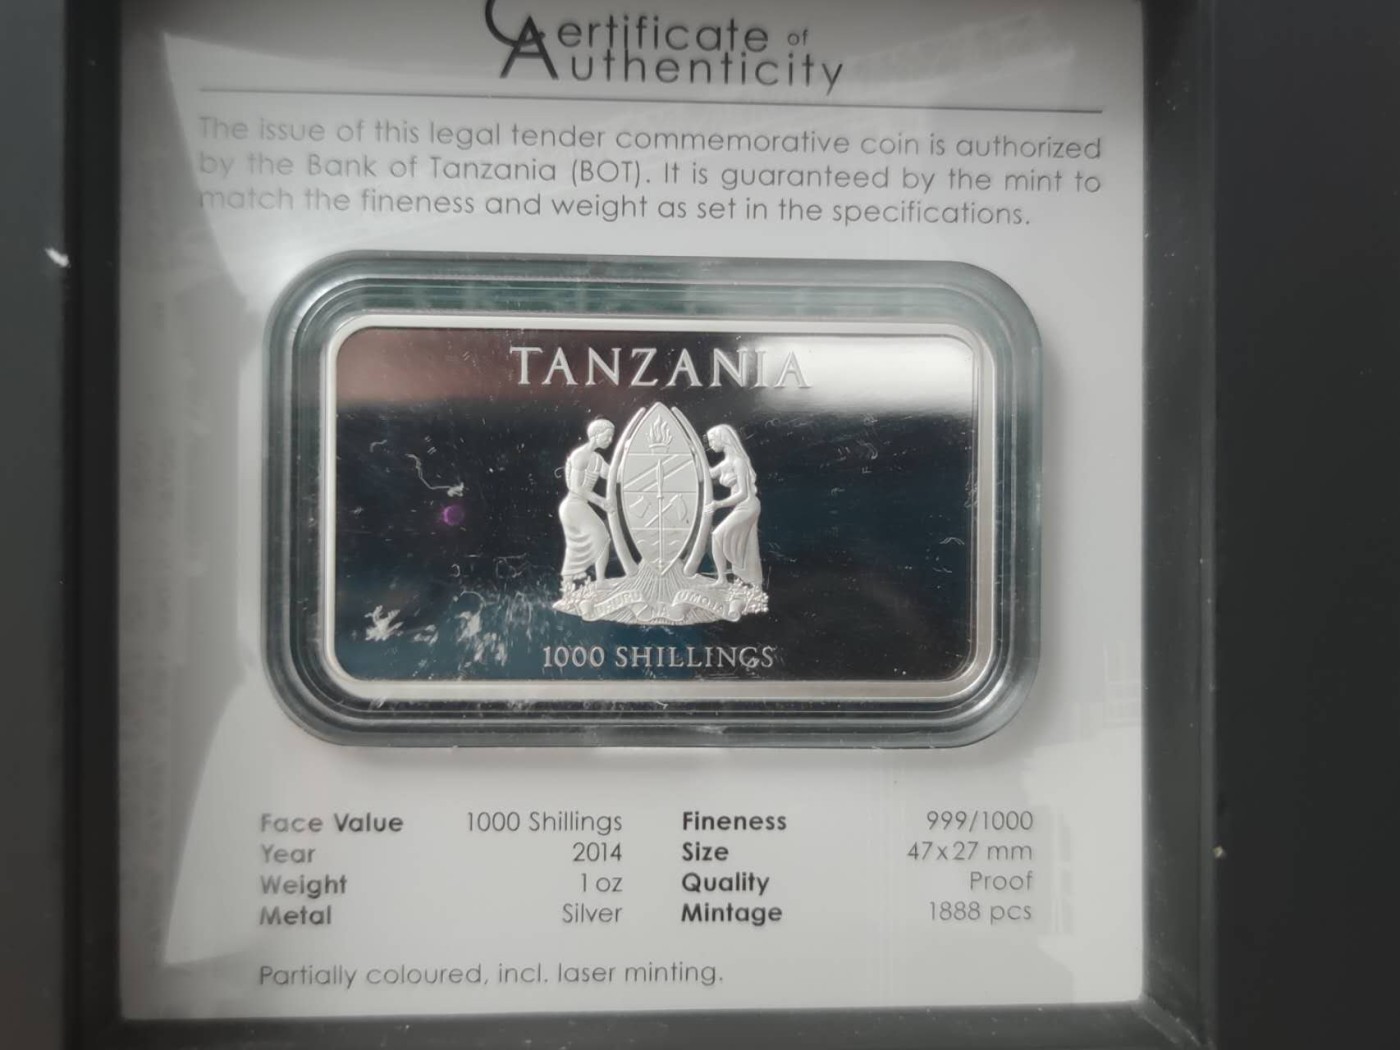 Certificate of
Authenticity
The issue of this legal tender commemorative coin is authorized
by the Bank of Tanzania (BOT). It is guaranteed by the mint to
match the fineness and weight as set in the specifications.
TANZANIA
UHURU NA UMOJA
1000 SHILLINGS
Face Value 1000 Shillings Fineness 999/1000
Year 2014 Size 47x27 mm
Weight 1 oz Quality Proof
Metal Silver Mintage 1888 pcs
Partially coloured, incl. laser minting.